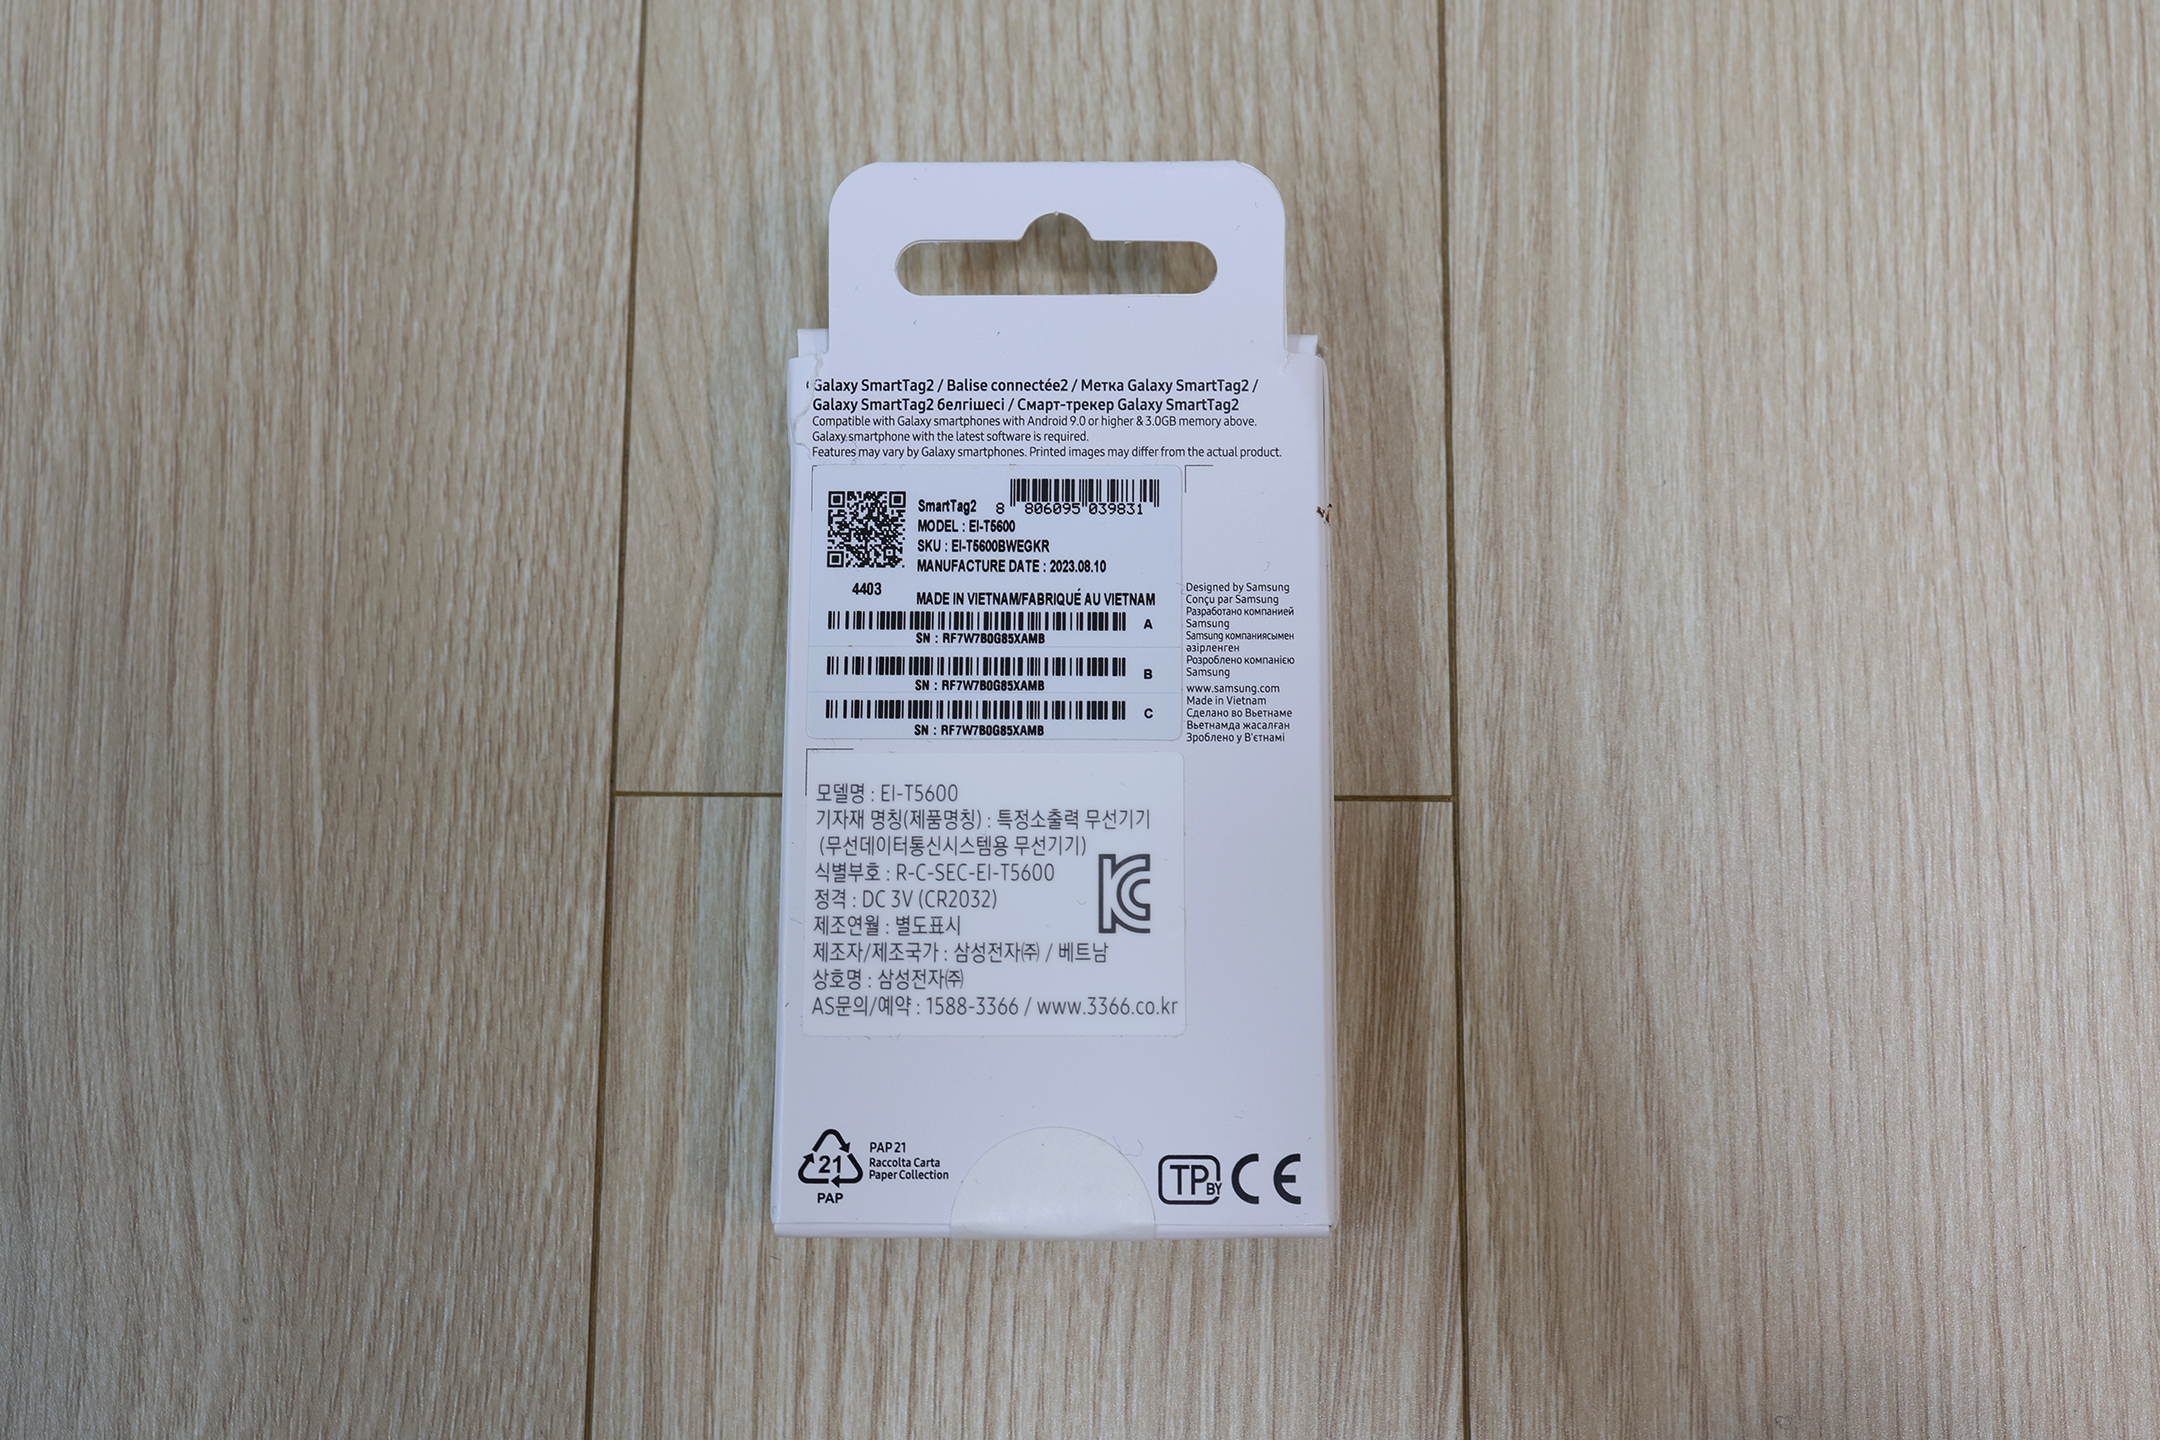 Galaxy SmartTag2 / Balise connectée2 / Метка Galaxy SmartTag2 /
Galaxy SmartTag2 белгішесі / Смарт-трекер Galaxy SmartTag2
Compatible with Galaxy smartphones with Android 9.0 or higher & 3.0GB memory above.
Galaxy smartphone with the latest software is required.
Features may vary by Galaxy smartphones. Printed images may differ from the actual product.
SmartTag2
8 806095 039831
MODEL : EI-T5600
SKU : EI-T5600BWEGKR
MANUFACTURE DATE : 2023.08.10
4403
MADE IN VIETNAM/FABRIQUÉ AU VIETNAM
A
SN : RF7W7B0G85XAMB
B
SN : RF7W7B0G85XAMB
C
SN : RF7W7B0G85XAMB
Designed by Samsung
Conçu par Samsung
Разработано компанией
Samsung
Samsung компаниясымен
әзірленген
Розроблено компанією
Samsung
www.samsung.com
Made in Vietnam
Сделано во Вьетнаме
Вьетнамда жасалған
Зроблено у В'єтнамі
모델명 : EI-T5600
기자재 명칭(제품명칭) : 특정소출력 무선기기
(무선데이터통신시스템용 무선기기)
식별부호 : R-C-SEC-EI-T5600
정격 : DC 3V (CR2032)
제조연월 : 별도표시
제조자/제조국가 : 삼성전자㈜ / 베트남
상호명 : 삼성전자㈜
AS문의/예약 : 1588-3366 / www.3366.co.kr
KC
21
PAP
PAP 21
Raccolta Carta
Paper Collection
TP BY
CE